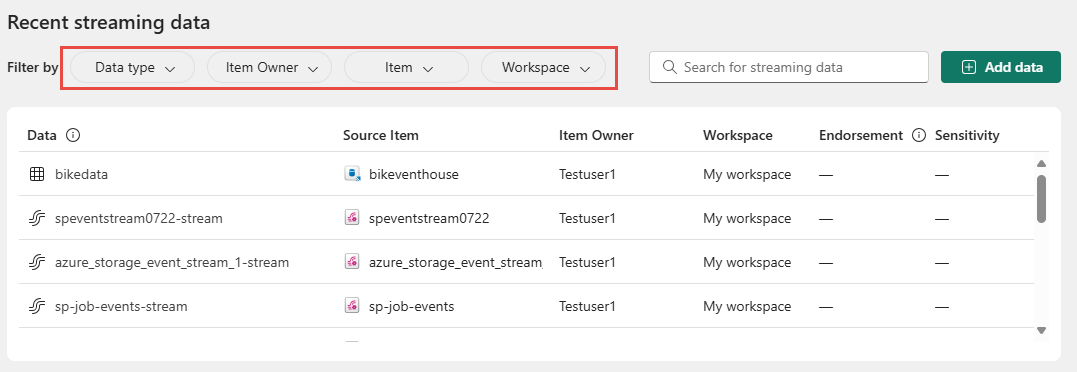 Recent streaming data
Filter by Data type Item Owner Item Workspace Search for streaming data Add data
Data Source Item Item Owner Workspace Endorsement Sensitivity
bikedata bikeventhouse Testuser1 My workspace — —
speventstream0722-stream speventstream0722 Testuser1 My workspace — —
azure_storage_event_stream_1-stream azure_storage_event_stream_ Testuser1 My workspace — —
sp-job-events-stream sp-job-events Testuser1 My workspace — —